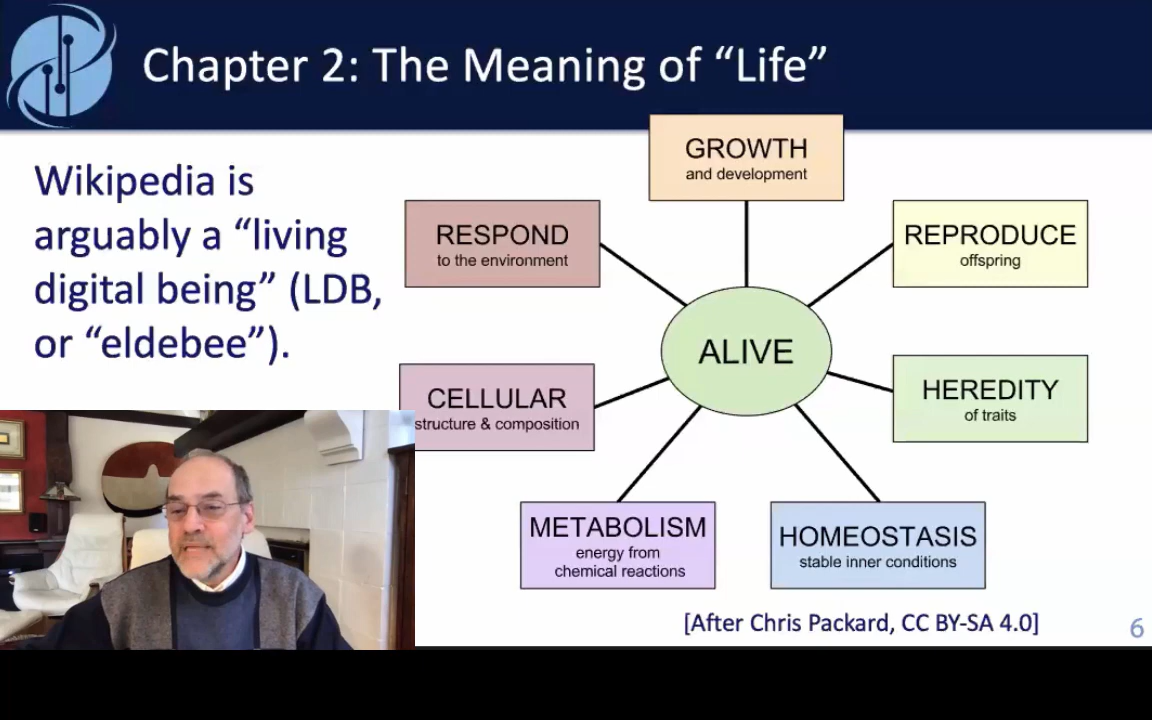 Chapter 2: The Meaning of “Life”
Wikipedia is
arguably a “living
digital being” (LDB,
or “eldebee”).
GROWTH
and development
RESPOND
to the environment
REPRODUCE
offspring
ALIVE
CELLULAR
structure & composition
HEREDITY
of traits
METABOLISM
energy from
chemical reactions
HOMEOSTASIS
stable inner conditions
[After Chris Packard, CC BY-SA 4.0]
6